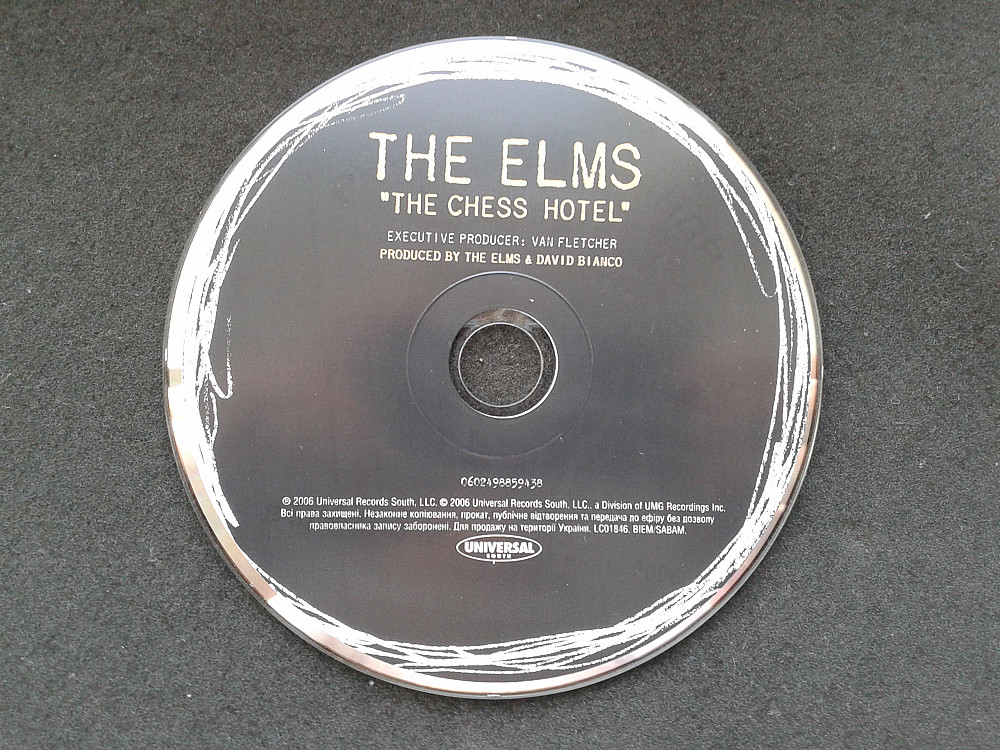 THE ELMS
"THE CHESS HOTEL"
EXECUTIVE PRODUCER: VAN FLETCHER
PRODUCED BY THE ELMS & DAVID BIANCO
0602498859438
℗ 2006 Universal Records South, LLC. © 2006 Universal Records South, LLC., a Division of UMG Recordings Inc.
Всі права захищені. Незаконне копіювання, прокат, публічне відтворення та передача до ефіру без дозволу
правовласника запису заборонені. Для продажу на території України. LC01846. BIEM/SABAM.
UNIVERSAL
SOUTH